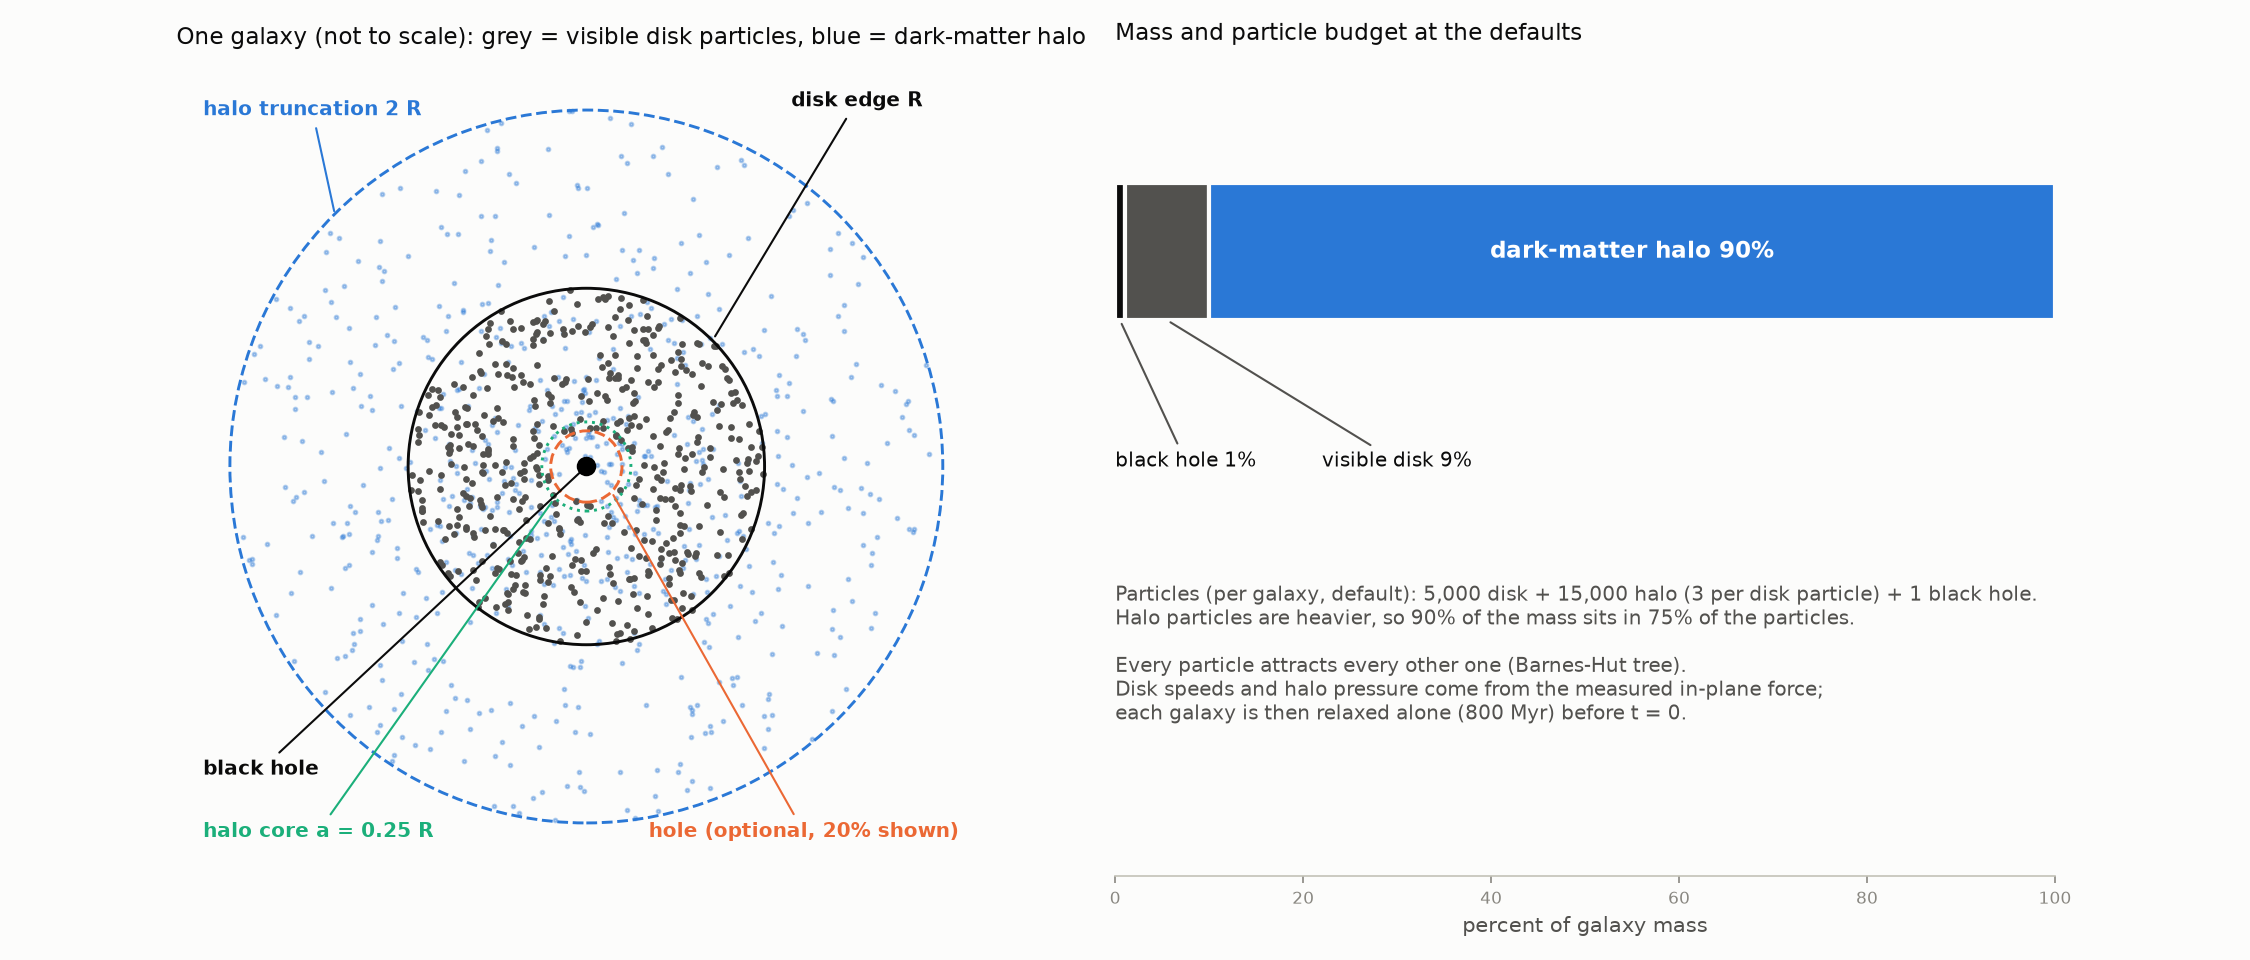 One galaxy (not to scale): grey = visible disk particles, blue = dark-matter halo
halo truncation 2 R
disk edge R
black hole
halo core a = 0.25 R
hole (optional, 20% shown)
Mass and particle budget at the defaults
dark-matter halo 90%
black hole 1%
visible disk 9%
Particles (per galaxy, default): 5,000 disk + 15,000 halo (3 per disk particle) + 1 black hole.
Halo particles are heavier, so 90% of the mass sits in 75% of the particles.
Every particle attracts every other one (Barnes-Hut tree).
Disk speeds and halo pressure come from the measured in-plane force;
each galaxy is then relaxed alone (800 Myr) before t = 0.
0 20 40 60 80 100
percent of galaxy mass